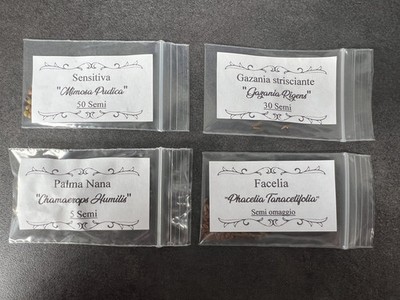 Sensitiva
"Mimosa Pudica"
50 Semi
Gazania strisciante
"Gazania Rigens"
30 Semi
Palma Nana
"Chamaerops Humilis"
5 Semi
Facelia
"Phacelia Tanacetifolia"
Semi omaggio